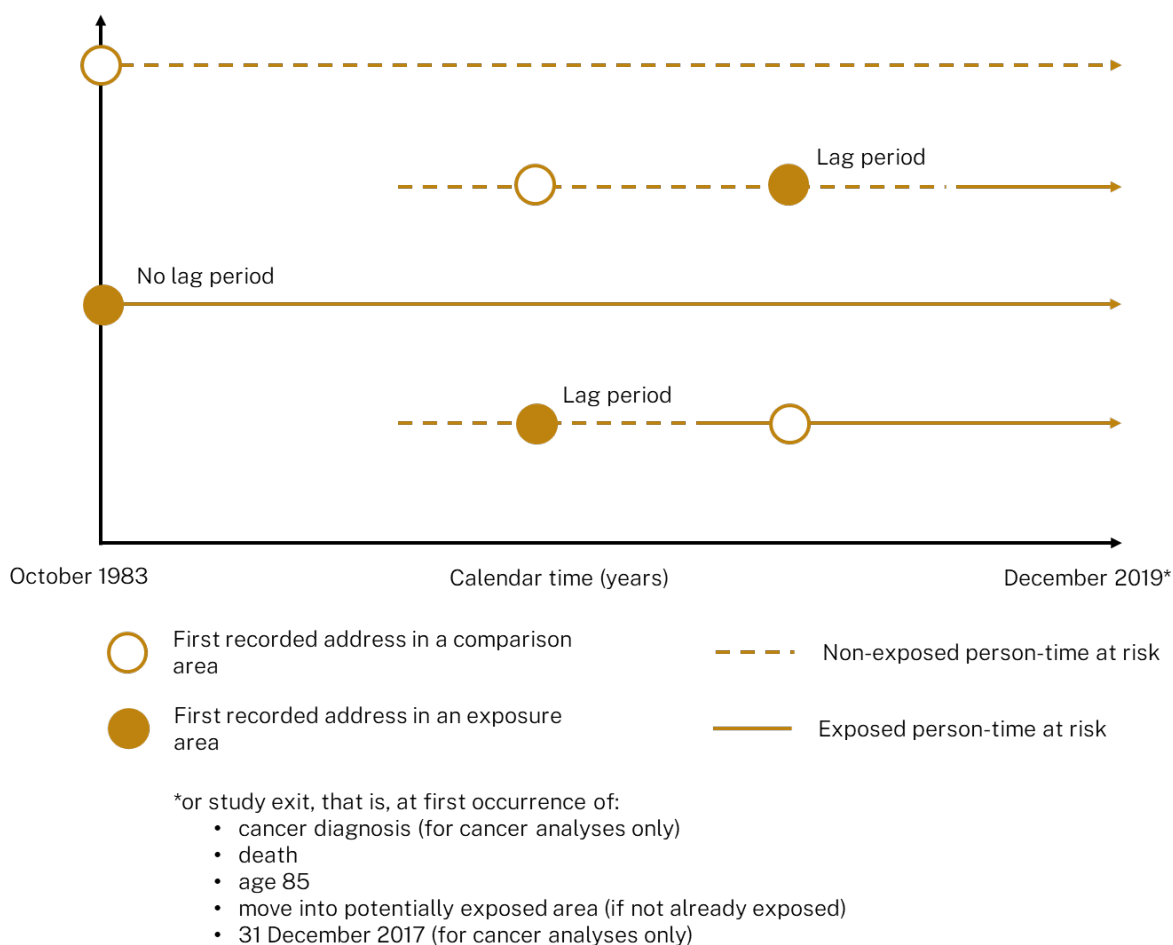 Lag period
No lag period
Lag period
October 1983
Calendar time (years)
December 2019*
First recorded address in a comparison
area
Non-exposed person-time at risk
First recorded address in an exposure
area
Exposed person-time at risk
*or study exit, that is, at first occurrence of:
• cancer diagnosis (for cancer analyses only)
• death
• age 85
• move into potentially exposed area (if not already exposed)
• 31 December 2017 (for cancer analyses only)